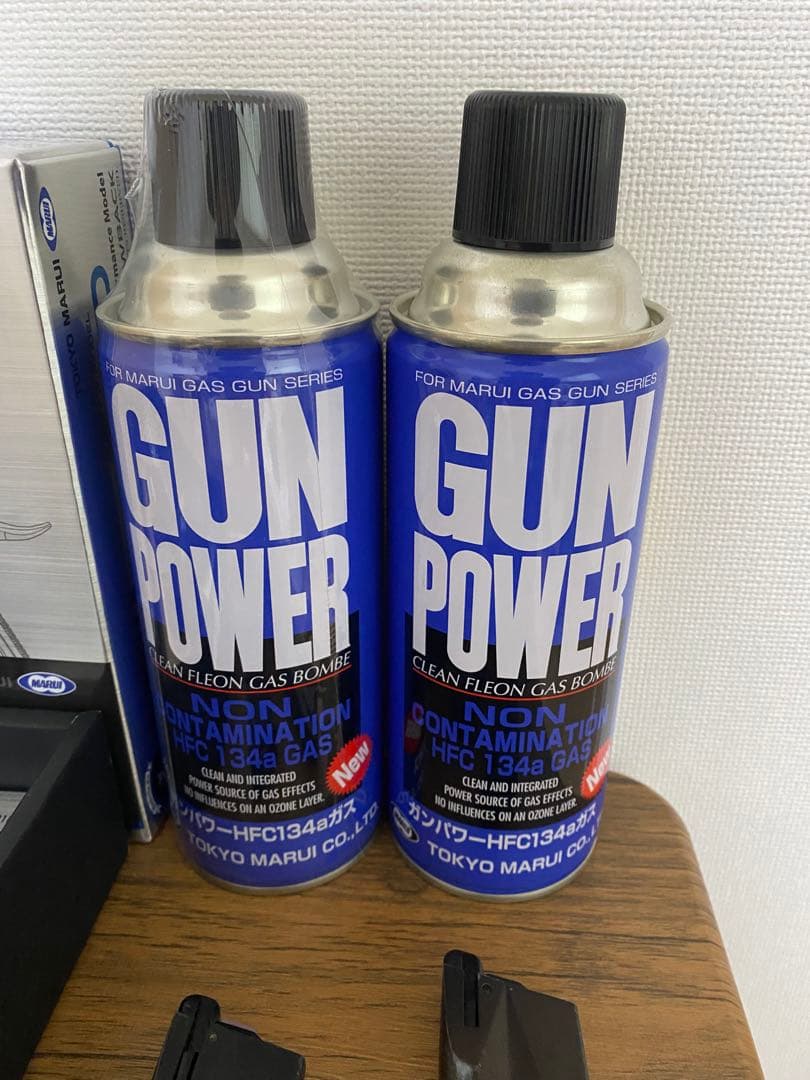 TOKYO MARUI
MARUI
mance Model
WBACK
MARUI
FOR MARUI GAS GUN SERIES
GUN
POWER
CLEAN FLEON GAS BOMBE
NON
CONTAMINATION
HFC 134a GAS
CLEAN AND INTEGRATED
POWER SOURCE OF GAS EFFECTS
NO INFLUENCES ON AN OZONE LAYER.
New
ガンパワーHFC134aガス
TOKYO MARUI CO.,LTD.
FOR MARUI GAS GUN SERIES
GUN
POWER
CLEAN FLEON GAS BOMBE
NON
CONTAMINATION
HFC 134a GAS
CLEAN AND INTEGRATED
POWER SOURCE OF GAS EFFECTS
NO INFLUENCES ON AN OZONE LAYER.
New
MARUI
ガンパワーHFC134aガス
TOKYO MARUI CO.,L